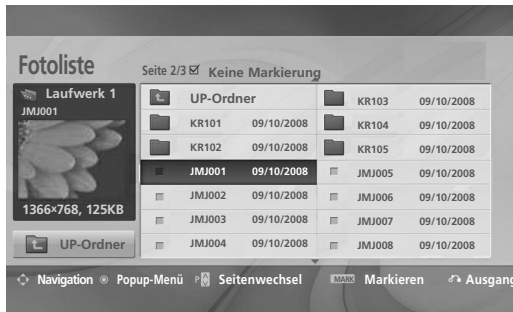 Fotoliste
Seite 2/3 Keine Markierung
Laufwerk 1
JMJ001
1366×768, 125KB
UP-Ordner
UP-Ordner
KR101 09/10/2008
KR102 09/10/2008
JMJ001 09/10/2008
JMJ002 09/10/2008
JMJ003 09/10/2008
JMJ004 09/10/2008
KR103 09/10/2008
KR104 09/10/2008
KR105 09/10/2008
JMJ005 09/10/2008
JMJ006 09/10/2008
JMJ007 09/10/2008
JMJ008 09/10/2008
Navigation Popup-Menü P Seitenwechsel MARK Markieren Ausgang